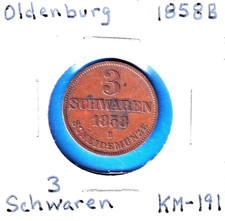 Oldenburg 1858B
3
SCHWAREN
1858
B
SCHEIDEMÜNZE
3
Schwaren KM-191